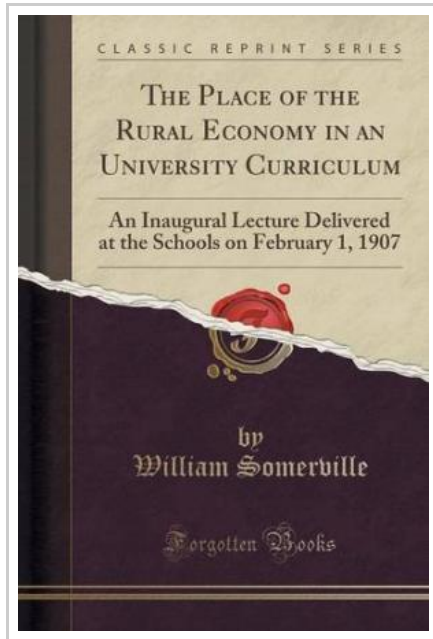 CLASSIC REPRINT SERIES
THE PLACE OF THE
RURAL ECONOMY IN AN
UNIVERSITY CURRICULUM
An Inaugural Lecture Delivered
at the Schools on February 1, 1907
by
William Somerville
Forgotten Books